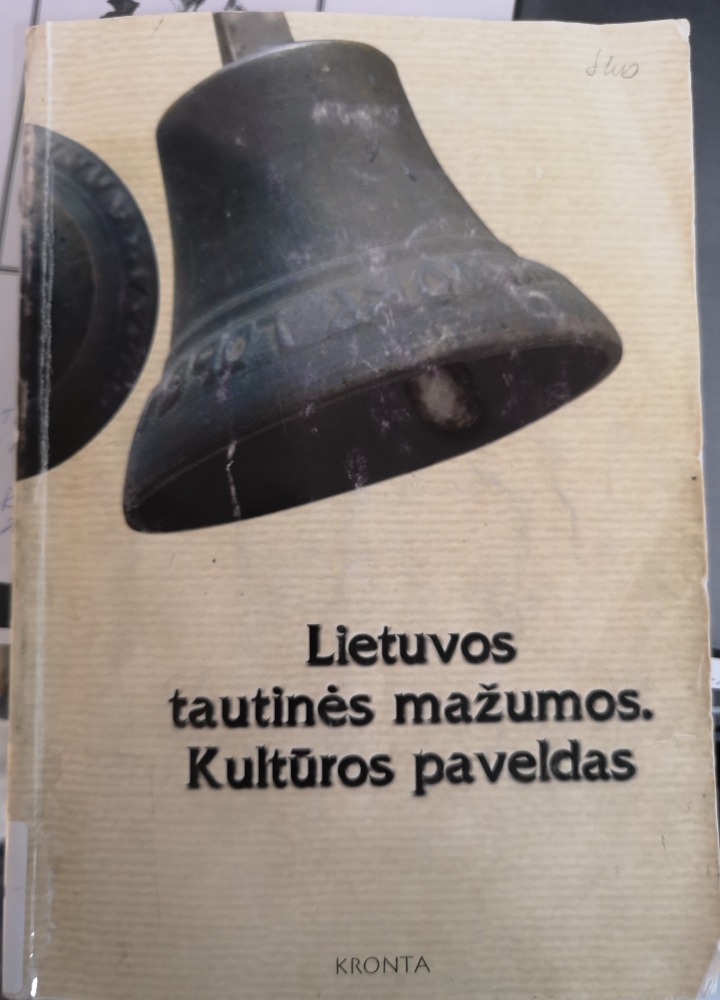 Lietuvos
tautinės mažumos.
Kultūros paveldas
KRONTA